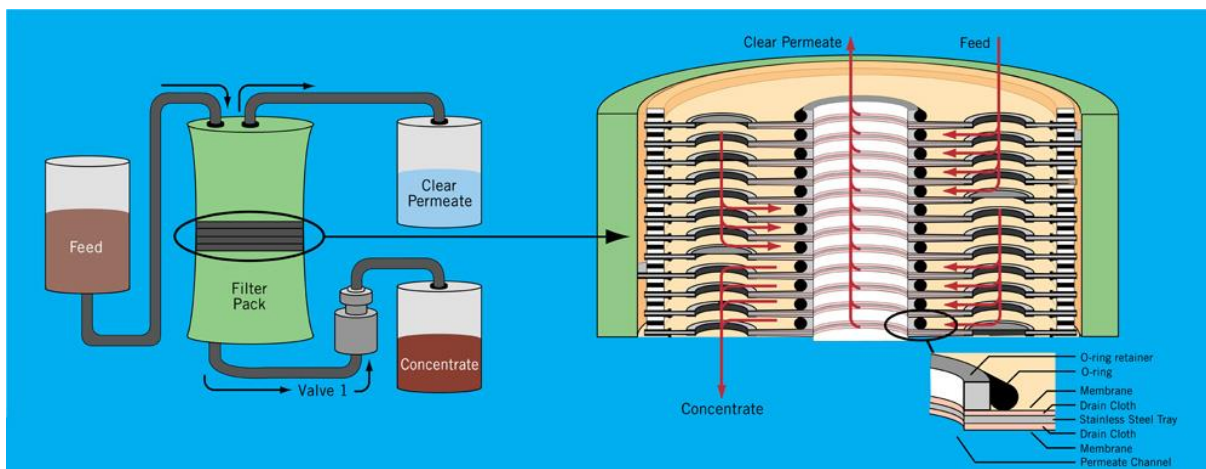 Feed
Filter
Pack
Clear
Permeate
Concentrate
Valve 1
Clear Permeate
Feed
Concentrate
O-ring retainer
O-ring
Membrane
Drain Cloth
Stainless Steel Tray
Drain Cloth
Membrane
Permeate Channel